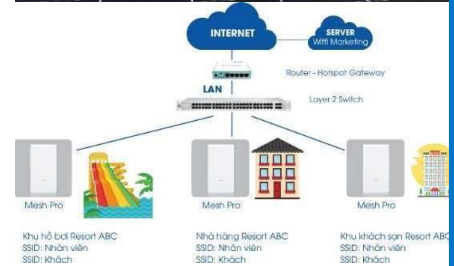 INTERNET
SERVER
Wiffi Marketing
Router - Hotspot Gateway
LAN
Layer 2 Switch
Mesh Pro
Mesh Pro
Mesh Pro
Khu hồ bơi Resort ABC
SSID: Nhân viên
SSID: Khách
Nhà hàng Resort ABC
SSID: Nhân viên
SSID: Khách
Khu khách sạn Resort ABC
SSID: Nhân viên
SSID: Khách